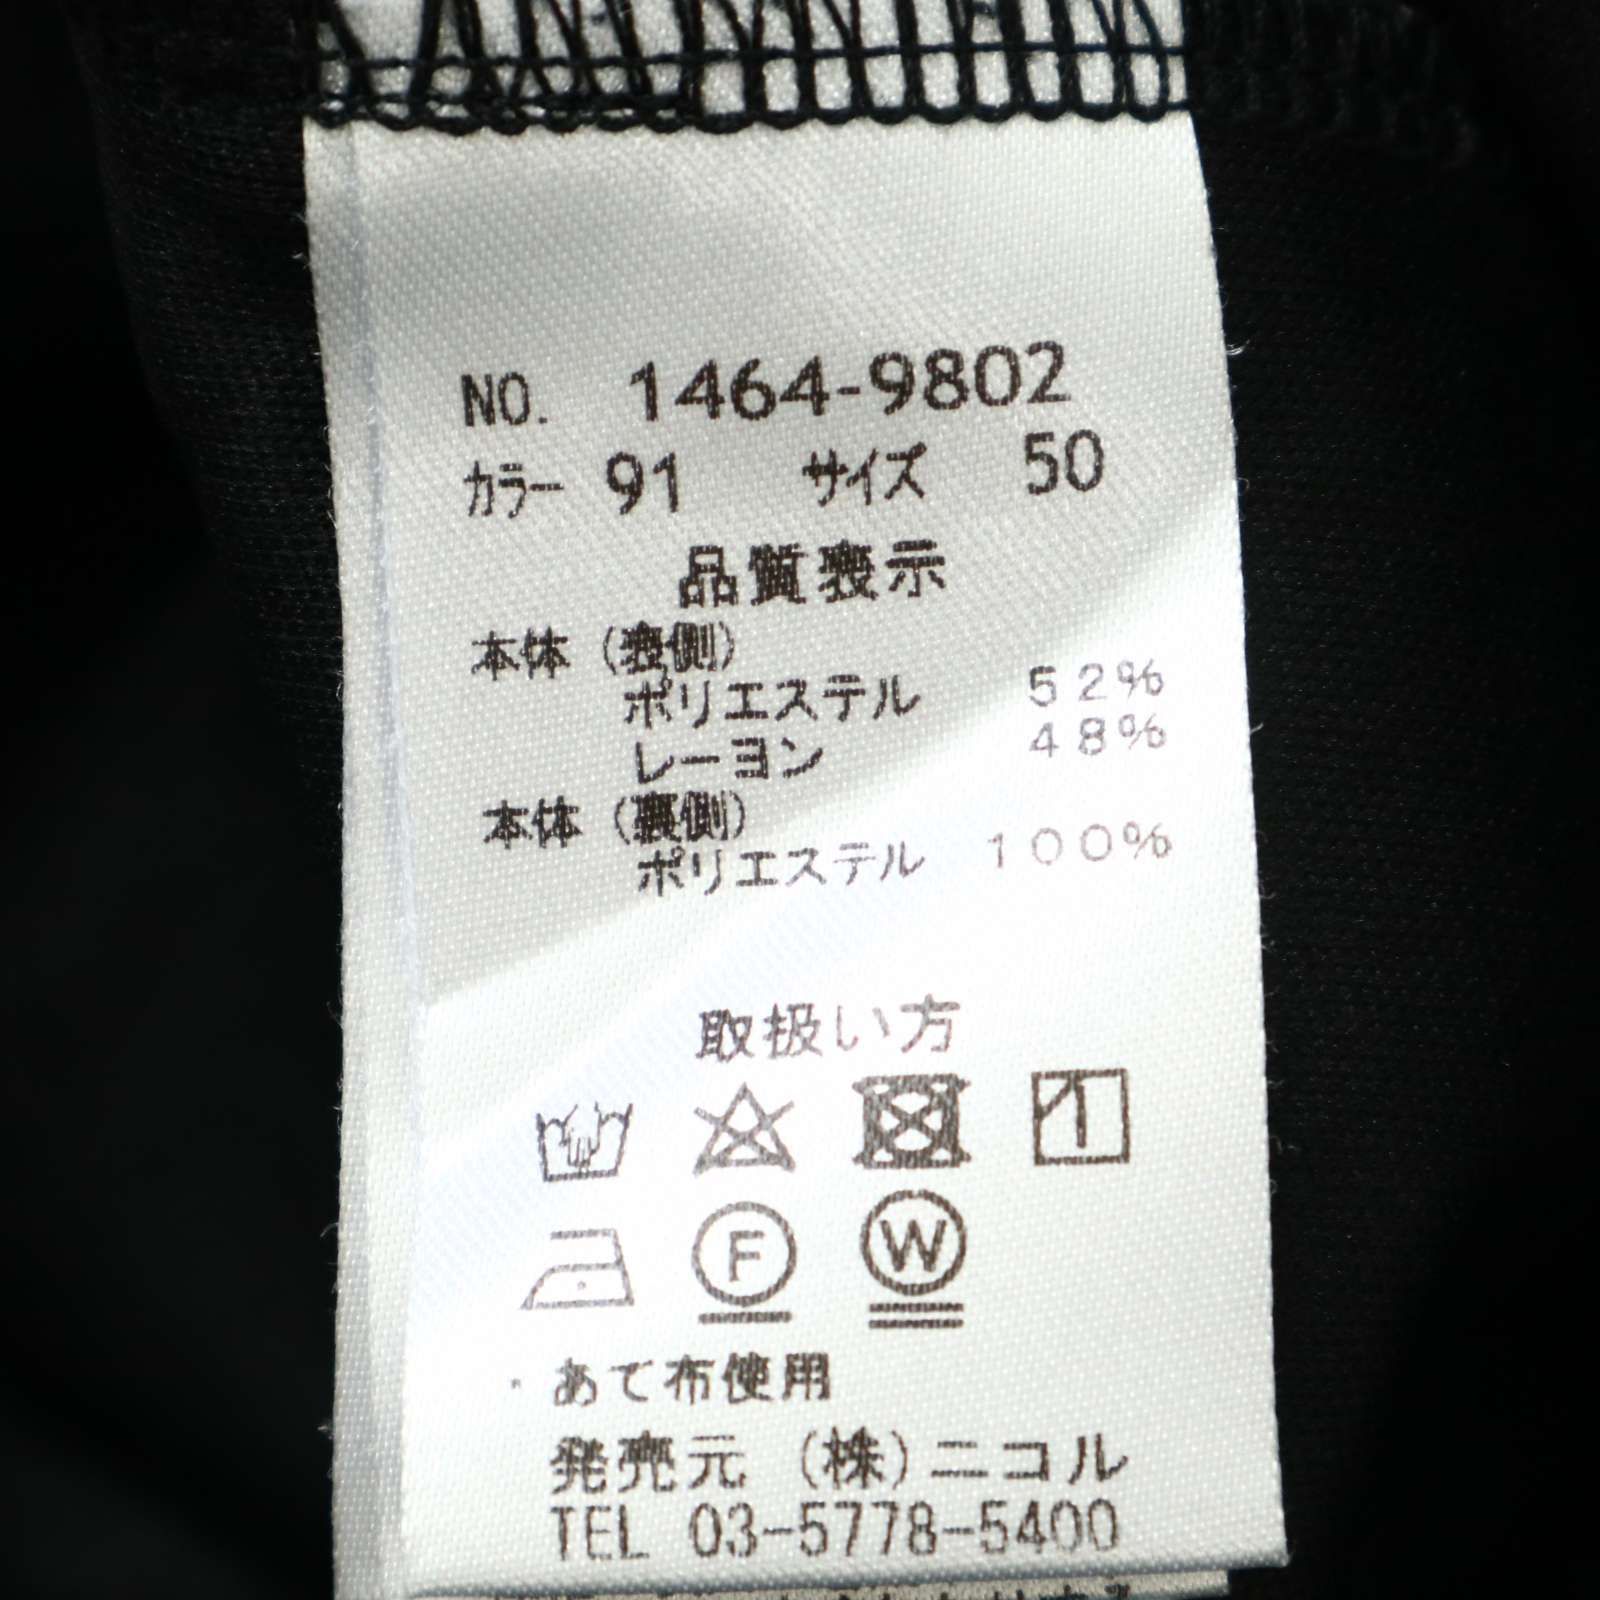 NO. 1464-9802
カラー 91 サイズ 50
品質表示
本体（表側）
ポリエステル 52%
レーヨン 48%
本体（裏側）
ポリエステル 100%
取扱い方
F W
・あて布使用
発売元（株）ニコル
TEL 03-5778-5400